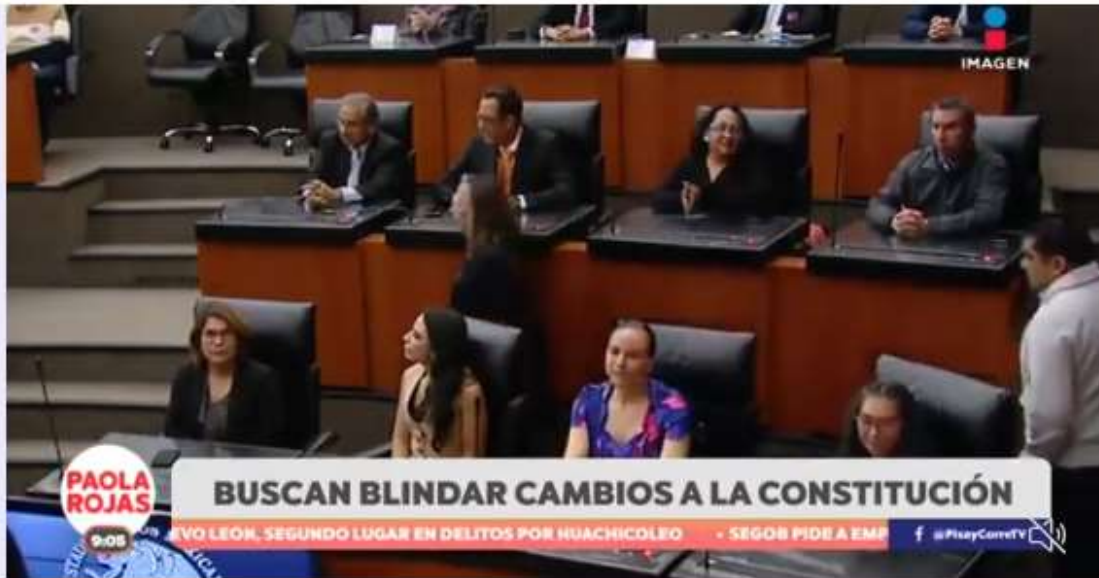 IMAGEN
PAOLA
ROJAS
BUSCAN BLINDAR CAMBIOS A LA CONSTITUCIÓN
9:05
EVO LEÓN, SEGUNDO LUGAR EN DELITOS POR HUACHICOLEO • SEGOB PIDE A EMP
f @PisayCorreTV